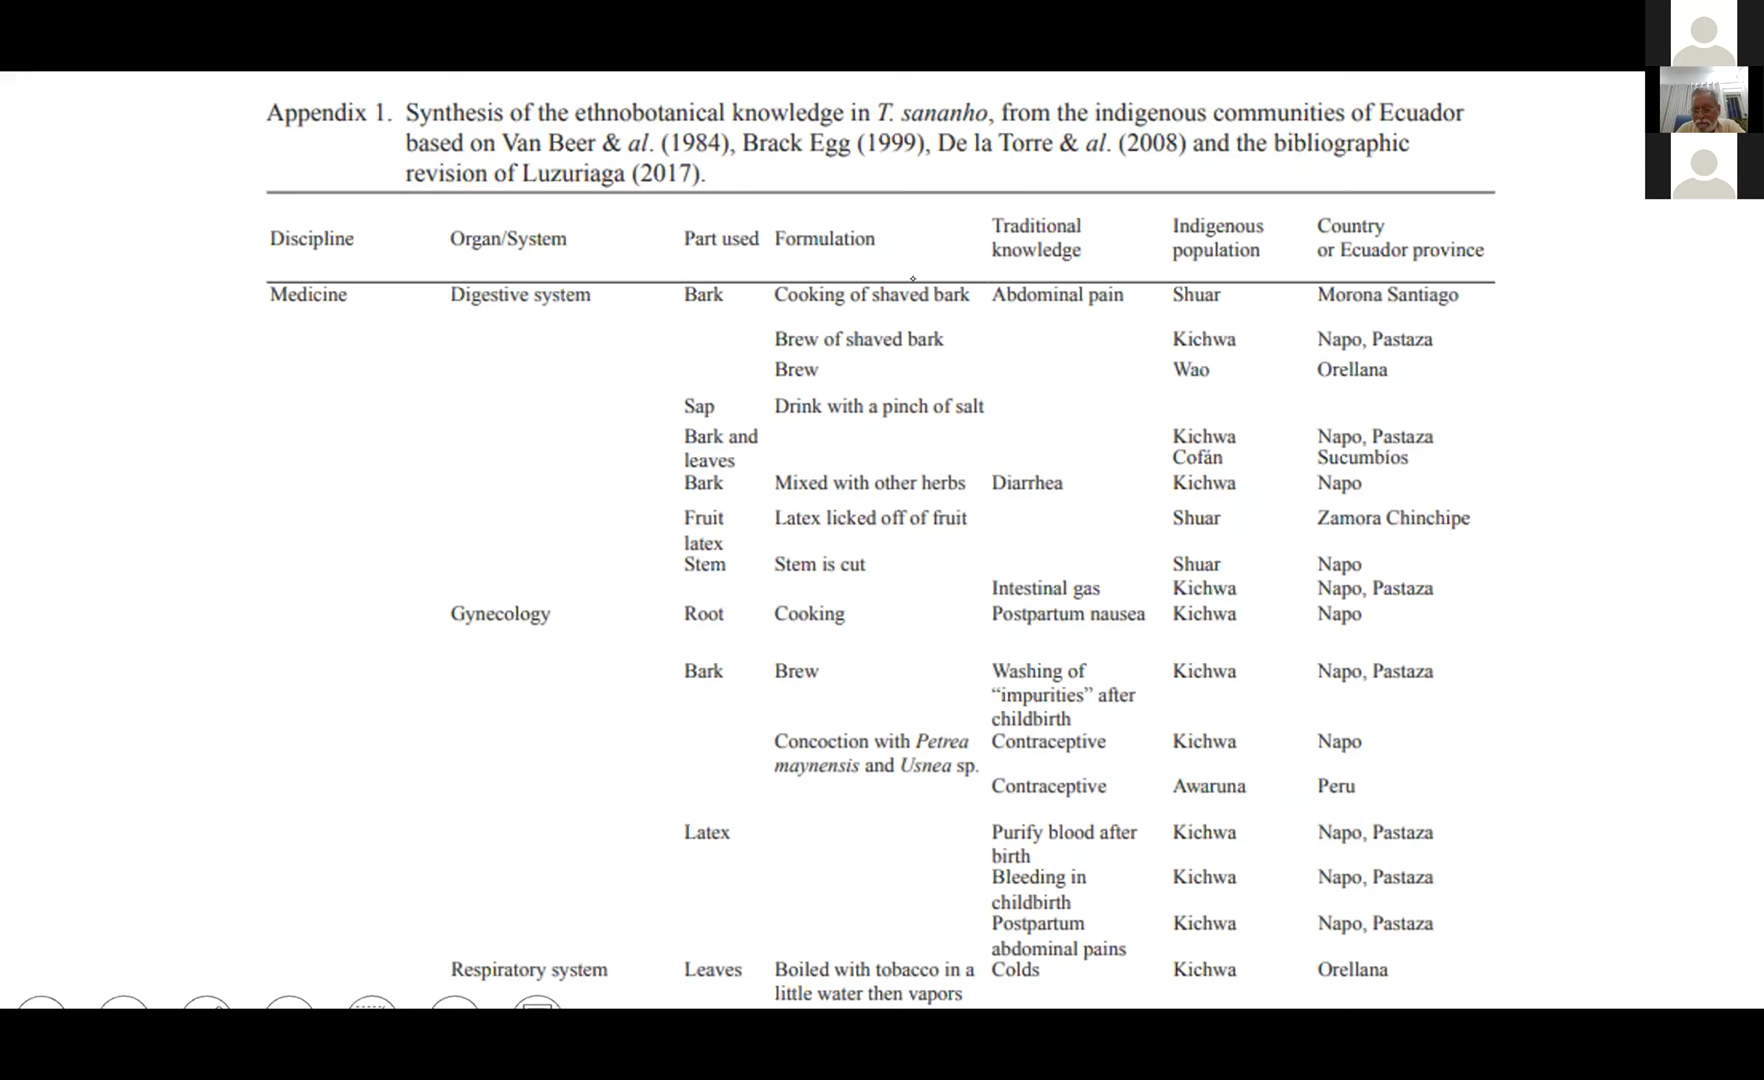 Appendix 1. Synthesis of the ethnobotanical knowledge in T. sananho, from the indigenous communities of Ecuador
based on Van Beer & al. (1984), Brack Egg (1999), De la Torre & al. (2008) and the bibliographic
revision of Luzuriaga (2017).
Discipline Organ/System Part used Formulation Traditional knowledge Indigenous population Country or Ecuador province
Medicine Digestive system Bark Cooking of shaved bark Abdominal pain Shuar Morona Santiago
Brew of shaved bark Kichwa Napo, Pastaza
Brew Wao Orellana
Sap Drink with a pinch of salt
Bark and Kichwa Napo, Pastaza
leaves Cofán Sucumbíos
Bark Mixed with other herbs Diarrhea Kichwa Napo
Fruit Latex licked off of fruit Shuar Zamora Chinchipe
latex
Stem Stem is cut Shuar Napo
Intestinal gas Kichwa Napo, Pastaza
Gynecology Root Cooking Postpartum nausea Kichwa Napo
Bark Brew Washing of Kichwa Napo, Pastaza
“impurities” after
childbirth
Concoction with Petrea Contraceptive Kichwa Napo
maynensis and Usnea sp.
Contraceptive Awaruna Peru
Latex Purify blood after Kichwa Napo, Pastaza
birth
Bleeding in Kichwa Napo, Pastaza
childbirth
Postpartum Kichwa Napo, Pastaza
abdominal pains
Respiratory system Leaves Boiled with tobacco in a Colds Kichwa Orellana
little water then vapors